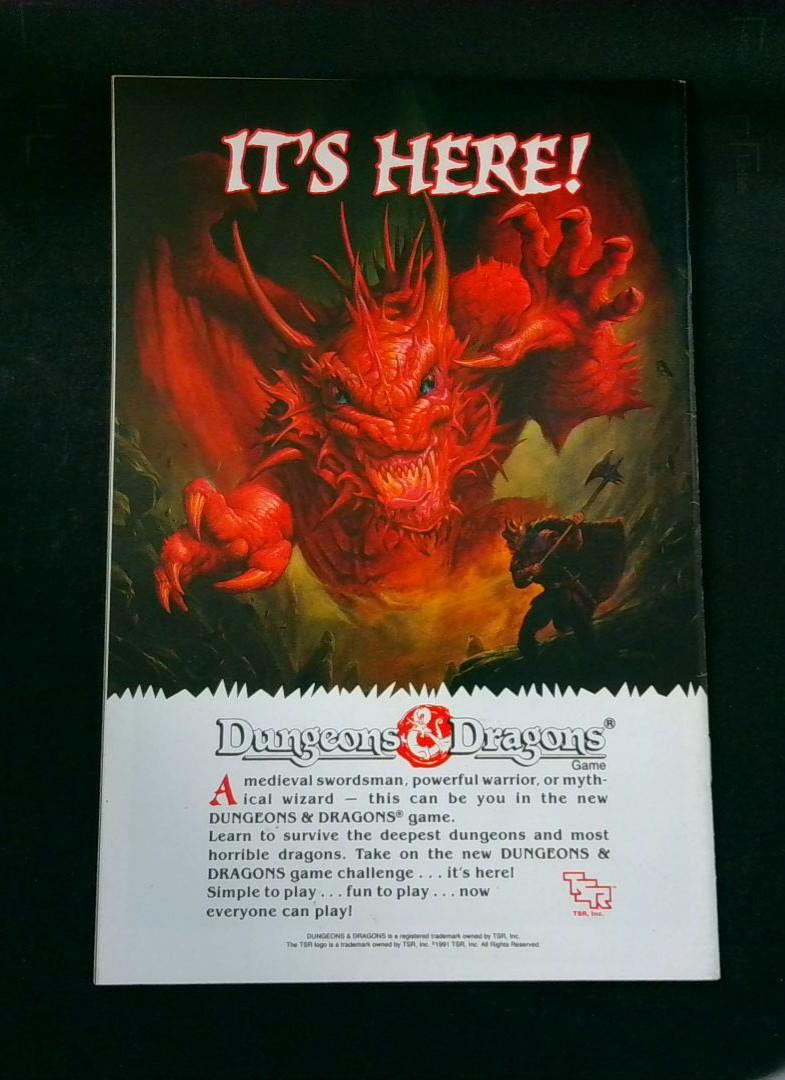 IT'S HERE!
Dungeons & Dragons®
Game
A medieval swordsman, powerful warrior, or myth-
ical wizard — this can be you in the new
DUNGEONS & DRAGONS® game.
Learn to survive the deepest dungeons and most
horrible dragons. Take on the new DUNGEONS &
DRAGONS game challenge . . . it's here!
Simple to play . . . fun to play . . . now
everyone can play!
TSR™
TSR, Inc.
DUNGEONS & DRAGONS is a registered trademark owned by TSR, Inc.
The TSR logo is a trademark owned by TSR, Inc. ©1991 TSR, Inc. All Rights Reserved.